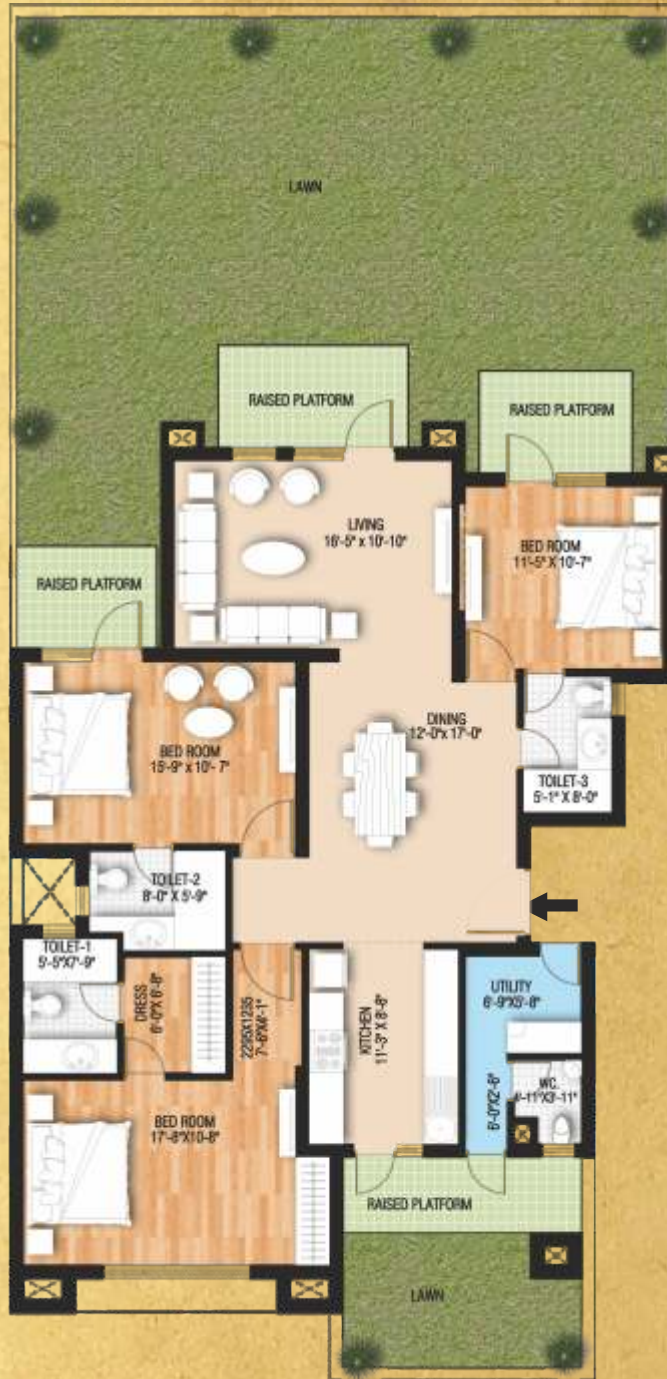 LAWN
RAISED PLATFORM
RAISED PLATFORM
LIVING
16'-5" x 10'-10"
BED ROOM
11'-5" X 10'-7"
RAISED PLATFORM
DINING
12'-0"x 17'-0"
BED ROOM
15'-9" x 10'- 7"
TOILET-3
5'-1" X 8'-0"
TOILET-2
8'-0" X 5'-9"
TOILET-1
5'-5"X7'-9"
DRESS
6'-0"X 6'-8"
2295X1235
7'-6"X4'-1"
KITCHEN
11'-3" X 8'-6"
UTILITY
6'-9"X5'-8"
6'-0"X2'-6"
WC.
4'-11"X3'-11"
BED ROOM
17'-8"X10'-8"
RAISED PLATFORM
LAWN